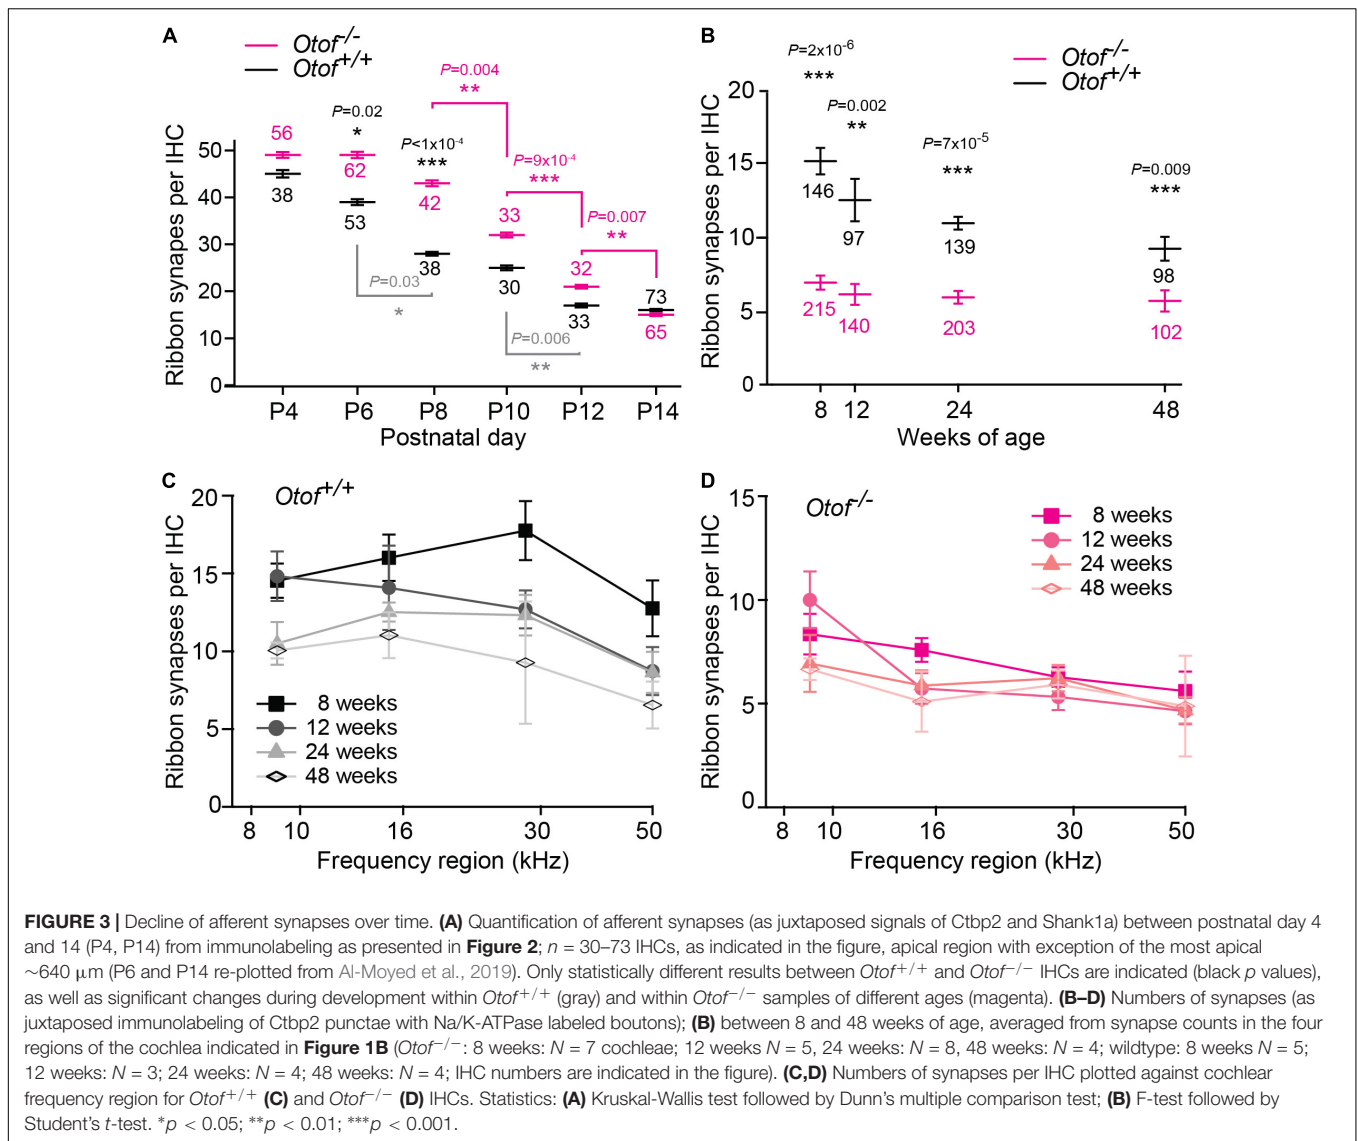 A
Otof-/-
Otof+/+
Ribbon synapes per IHC
50
40
30
20
10
0
P4
P6
P8
P10
P12
P14
Postnatal day
56
38
P=0.02
*
62
53
P<1x10-4
***
42
38
P=0.004
**
33
30
P=9x10-4
***
32
33
P=0.007
**
73
65
P=0.03
*
P=0.006
**
B
Otof-/-
Otof+/+
Ribbon synapses per IHC
20
15
10
5
0
8
12
24
48
Weeks of age
P=2x10-6
***
146
215
P=0.002
**
97
140
P=7x10-5
***
139
203
P=0.009
***
98
102
C
Otof+/+
Ribbon synapses per IHC
20
15
10
5
0
8 weeks
12 weeks
24 weeks
48 weeks
8
10
16
30
50
Frequency region (kHz)
D
Otof-/-
Ribbon synapses per IHC
15
10
5
0
8 weeks
12 weeks
24 weeks
48 weeks
8
10
16
30
50
Frequency region (kHz)
FIGURE 3 | Decline of afferent synapses over time. (A) Quantification of afferent synapses (as juxtaposed signals of Ctbp2 and Shank1a) between postnatal day 4
and 14 (P4, P14) from immunolabeling as presented in Figure 2; n = 30–73 IHCs, as indicated in the figure, apical region with exception of the most apical
∼640 μm (P6 and P14 re-plotted from Al-Moyed et al., 2019). Only statistically different results between Otof+/+ and Otof−/− IHCs are indicated (black p values),
as well as significant changes during development within Otof+/+ (gray) and within Otof−/− samples of different ages (magenta). (B–D) Numbers of synapses (as
juxtaposed immunolabeling of Ctbp2 punctae with Na/K-ATPase labeled boutons); (B) between 8 and 48 weeks of age, averaged from synapse counts in the four
regions of the cochlea indicated in Figure 1B (Otof−/−: 8 weeks: N = 7 cochleae; 12 weeks N = 5, 24 weeks: N = 8, 48 weeks: N = 4; wildtype: 8 weeks N = 5;
12 weeks: N = 3; 24 weeks: N = 4; 48 weeks: N = 4; IHC numbers are indicated in the figure). (C,D) Numbers of synapses per IHC plotted against cochlear
frequency region for Otof+/+ (C) and Otof−/− (D) IHCs. Statistics: (A) Kruskal-Wallis test followed by Dunn's multiple comparison test; (B) F-test followed by
Student's t-test. *p < 0.05; **p < 0.01; ***p < 0.001.